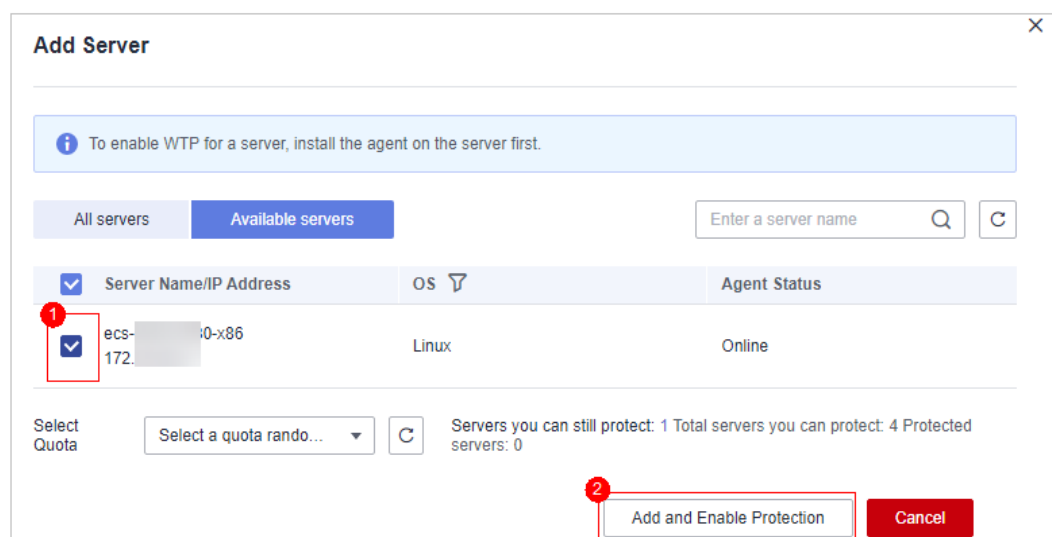 Add Server
To enable WTP for a server, install the agent on the server first.
All servers Available servers Enter a server name
Server Name/IP Address OS Agent Status
1
ecs- 0-x86
172. Linux Online
Select Quota Select a quota rando... Servers you can still protect: 1 Total servers you can protect: 4 Protected
servers: 0
2
Add and Enable Protection Cancel